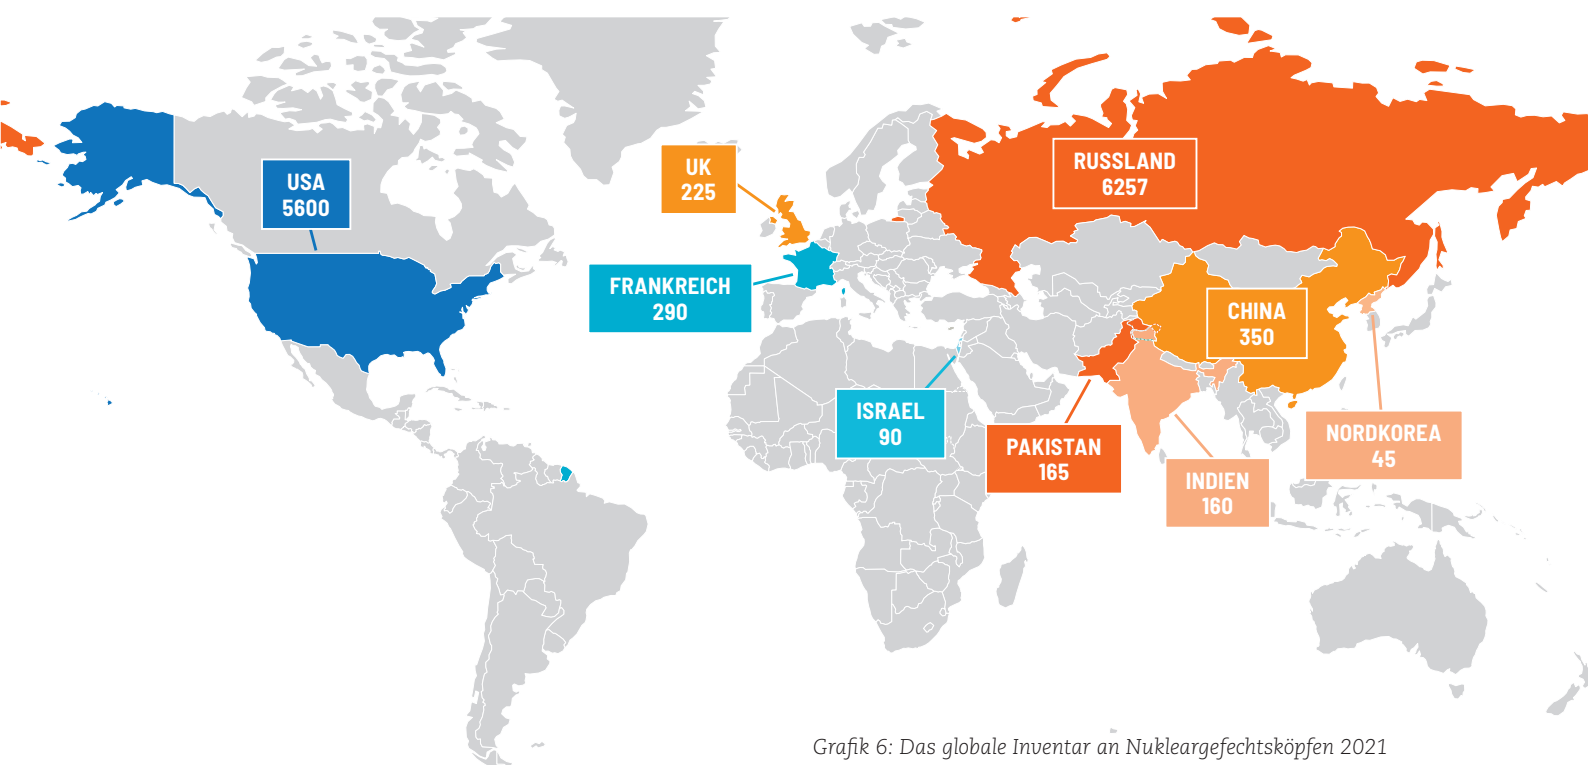 USA
5600
UK
225
RUSSLAND
6257
FRANKREICH
290
CHINA
350
ISRAEL
90
PAKISTAN
165
NORDKOREA
45
INDIEN
160
Grafik 6: Das globale Inventar an Nukleargefechtsköpfen 2021